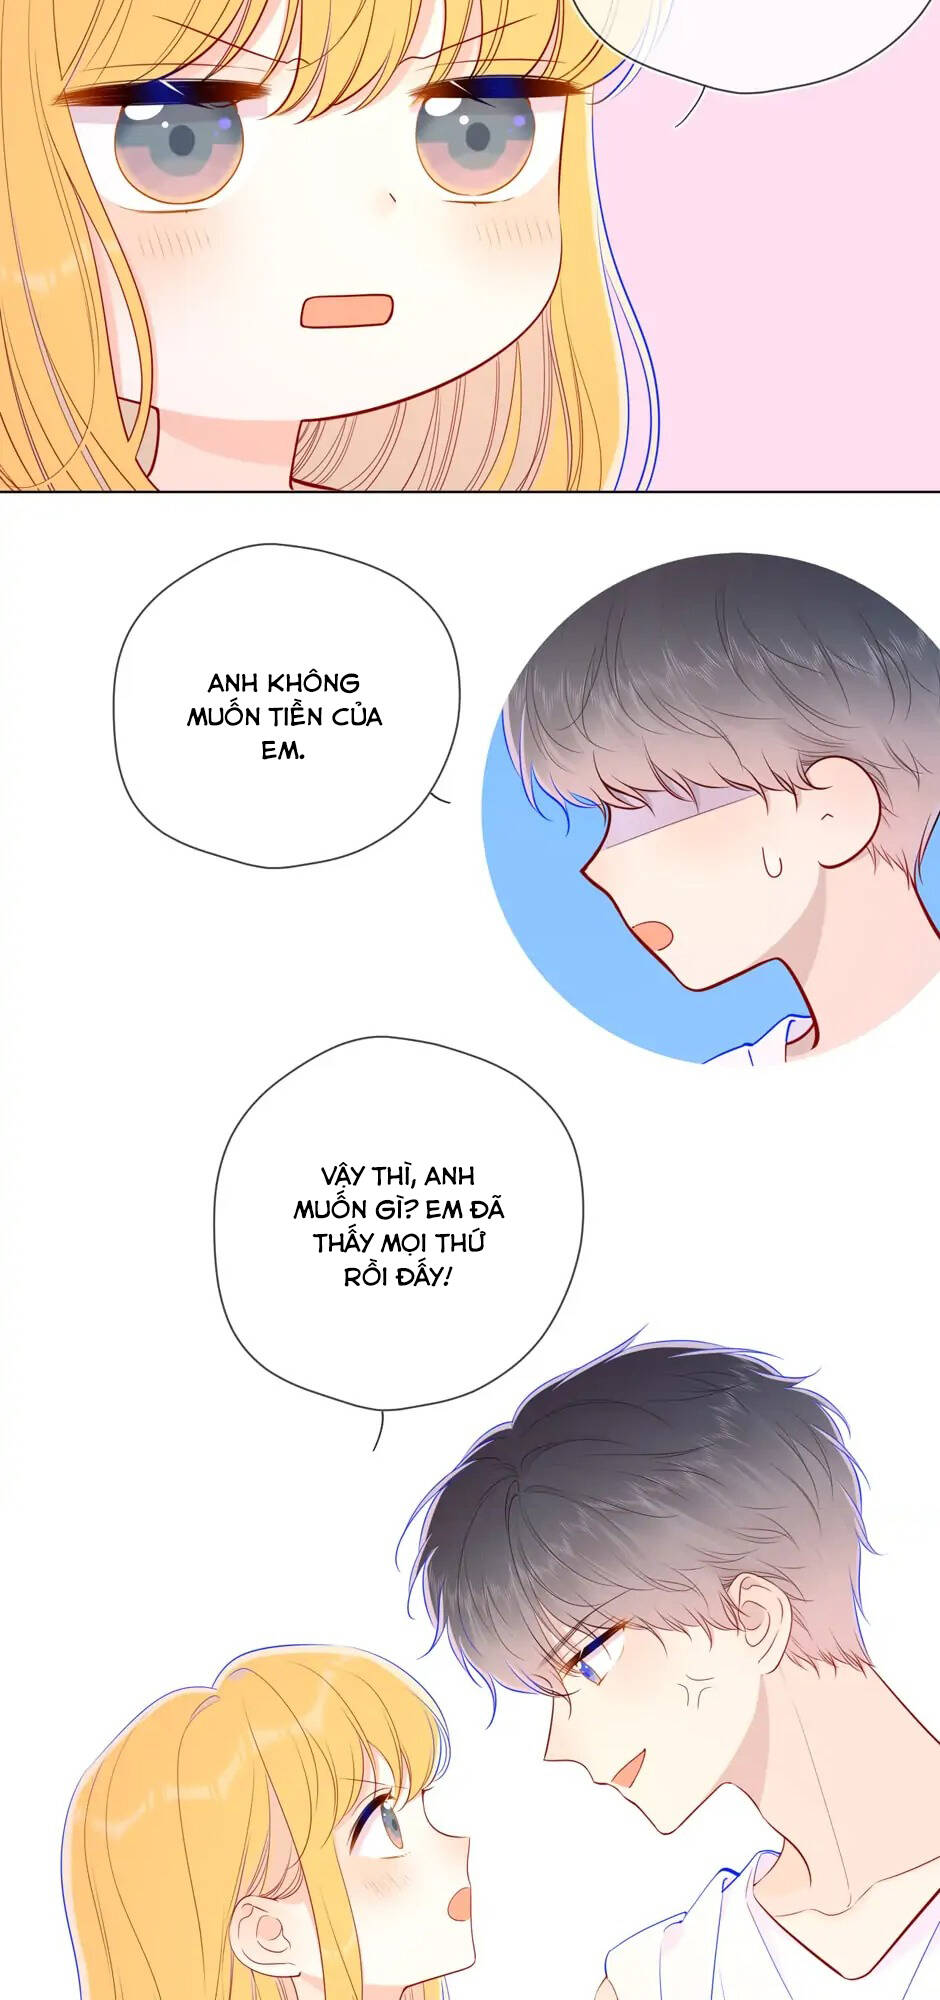 ANH KHÔNG
MUỐN TIỀN CỦA
EM.
VẬY THÌ, ANH
MUỐN GÌ? EM ĐÃ
THẤY MỌI THỨ
RỒI ĐẤY!